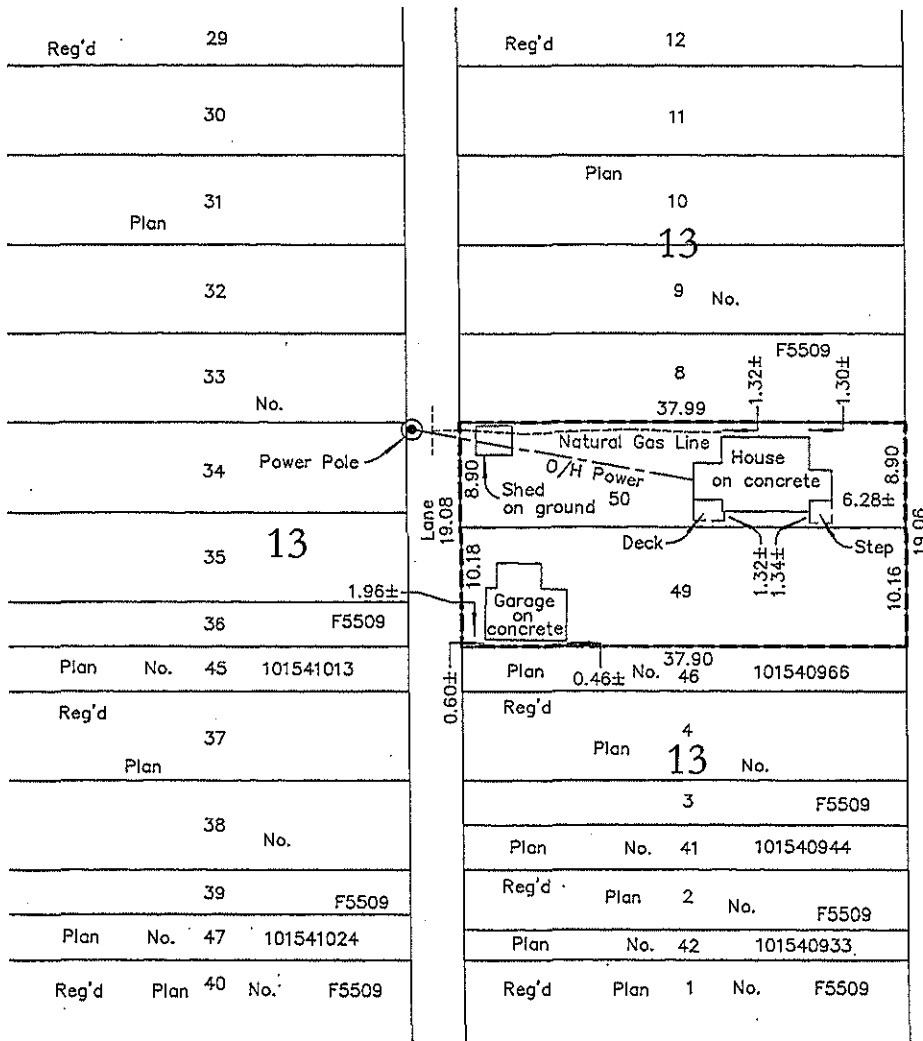 29
Reg'd
30
31
Plan
32
33
No.
Power Pole
34
35
13
1.96±
36 F5509
Plan No. 45 101541013
Reg'd
37
Plan
38
No.
39
F5509
Plan No. 47 101541024
Reg'd Plan 40 No. F5509
Lane
19.08
Reg'd 12
11
Plan
10
13
9 No.
F5509
8
1.32±
1.30±
37.99
Natural Gas Line
O/H Power
8.90
Shed
on ground
50
House
on concrete
8.90
6.28±
Deck
Step
1.32±
1.34±
19.06
10.18
49
10.16
Garage
on
concrete
0.60±
0.46±
37.90
Plan No. 46 101540966
Reg'd
4
Plan
13 No.
3 F5509
Plan No. 41 101540944
Reg'd
Plan 2 No. F5509
Plan No. 42 101540933
Reg'd Plan 1 No. F5509